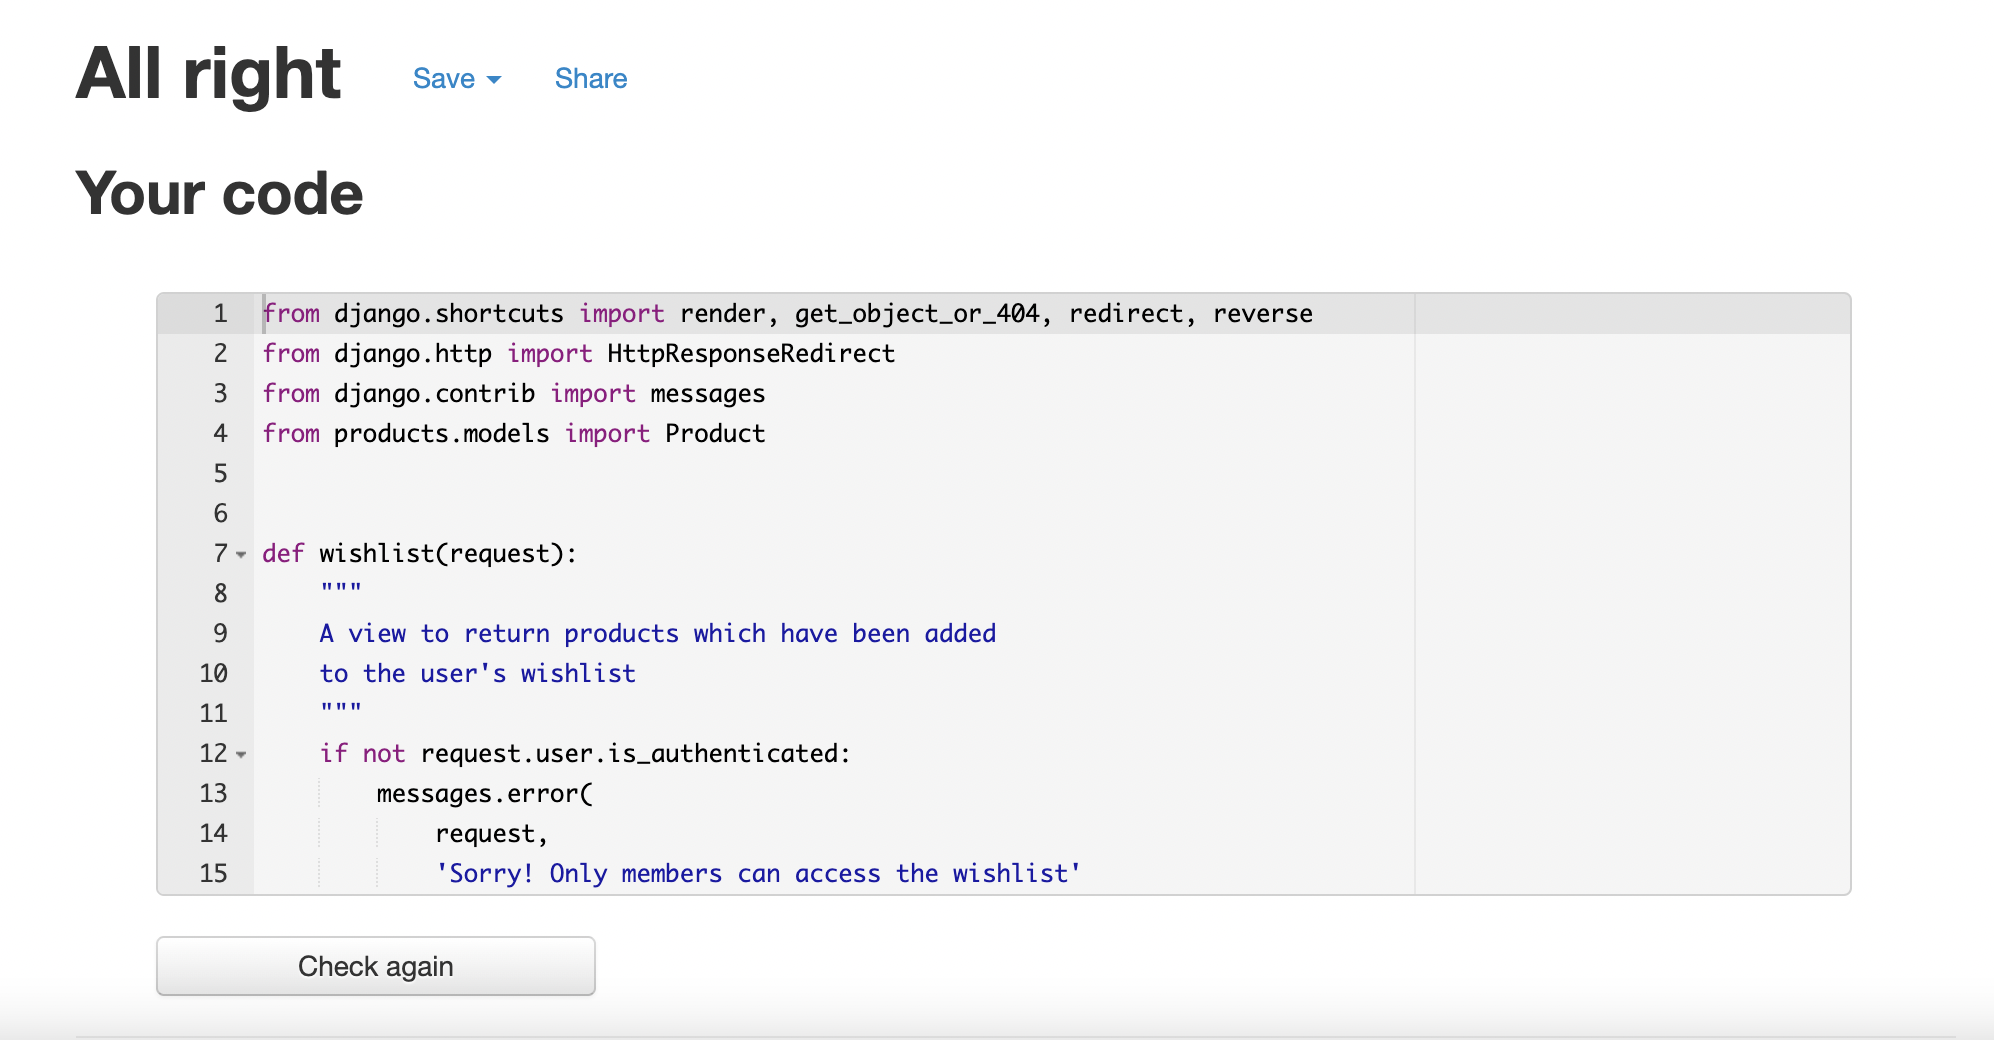 All right
Save Share
Your code
1 from django.shortcuts import render, get_object_or_404, redirect, reverse
2 from django.http import HttpResponseRedirect
3 from django.contrib import messages
4 from products.models import Product
5
6
7 def wishlist(request):
8     """
9     A view to return products which have been added
10     to the user's wishlist
11     """
12     if not request.user.is_authenticated:
13         messages.error(
14             request,
15             'Sorry! Only members can access the wishlist'
Check again